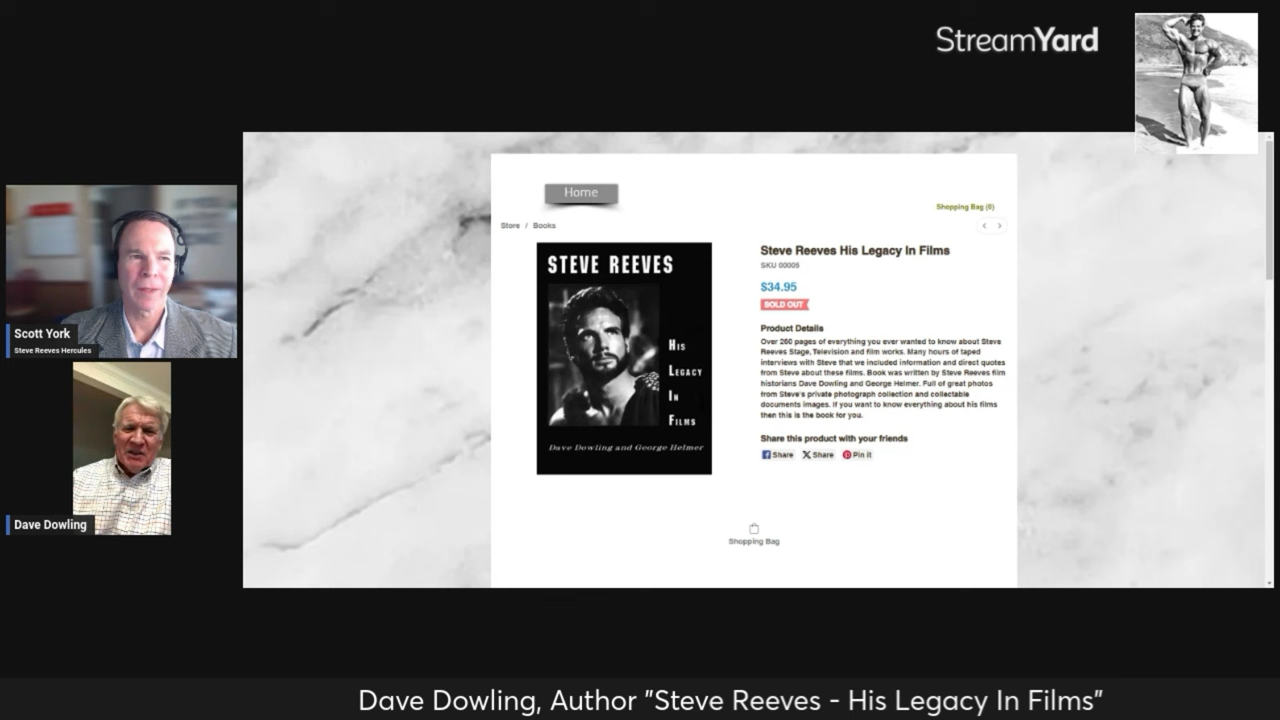 StreamYard
Home
Shopping Bag (0)
Store / Books
STEVE REEVES
His
Legacy
In
Films
Dave Dowling and George Helmer
Steve Reeves His Legacy In Films
SKU 00005
$34.95
SOLD OUT
Product Details
Over 260 pages of everything you ever wanted to know about Steve
Reeves Stage, Television and film works. Many hours of taped
interviews with Steve that we included information and direct quotes
from Steve about these films. Book was written by Steve Reeves film
historians Dave Dowling and George Helmer. Full of great photos
from Steve's private photograph collection and collectable
documents images. If you want to know everything about his films
then this is the book for you.
Share this product with your friends
Share Share Pin it
Shopping Bag
Scott York
Steve Reeves Hercules
Dave Dowling
Dave Dowling, Author "Steve Reeves - His Legacy In Films"